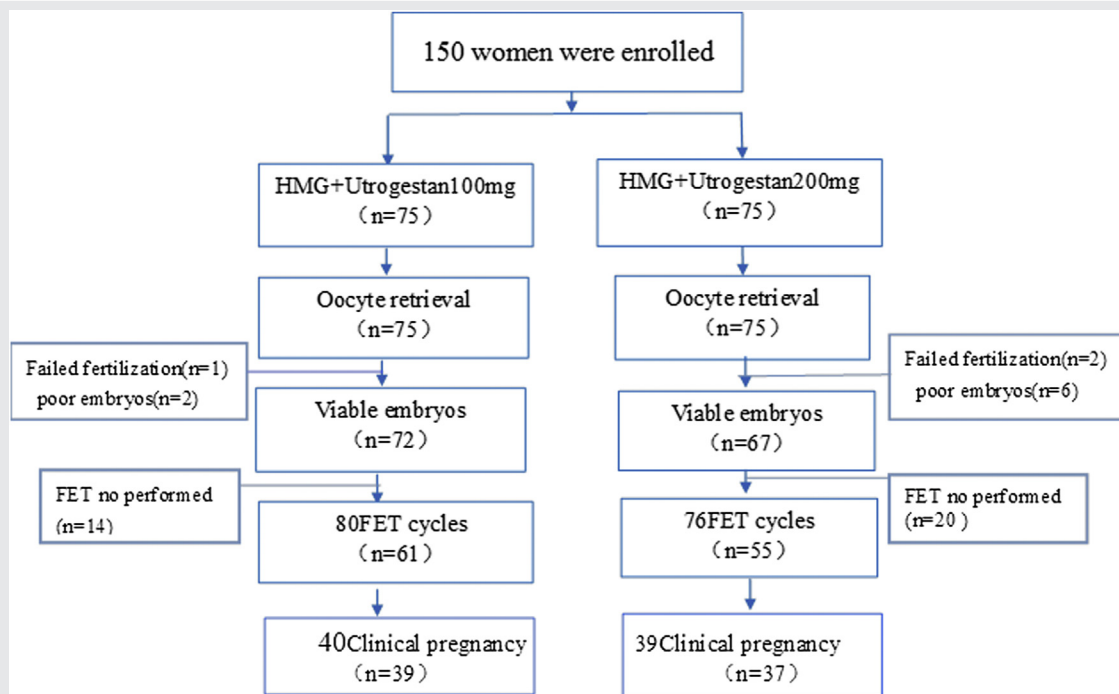 150 women were enrolled
HMG+Utrogestan100mg
（n=75）
HMG+Utrogestan200mg
（n=75）
Oocyte retrieval
（n=75）
Oocyte retrieval
（n=75）
Failed fertilization(n=1)
poor embryos(n=2)
Failed fertilization(n=2)
poor embryos(n=6)
Viable embryos
（n=72）
Viable embryos
（n=67）
FET no performed
(n=14)
FET no performed
(n=20 )
80FET cycles
（n=61）
76FET cycles
（n=55）
40Clinical pregnancy
（n=39）
39Clinical pregnancy
（n=37）